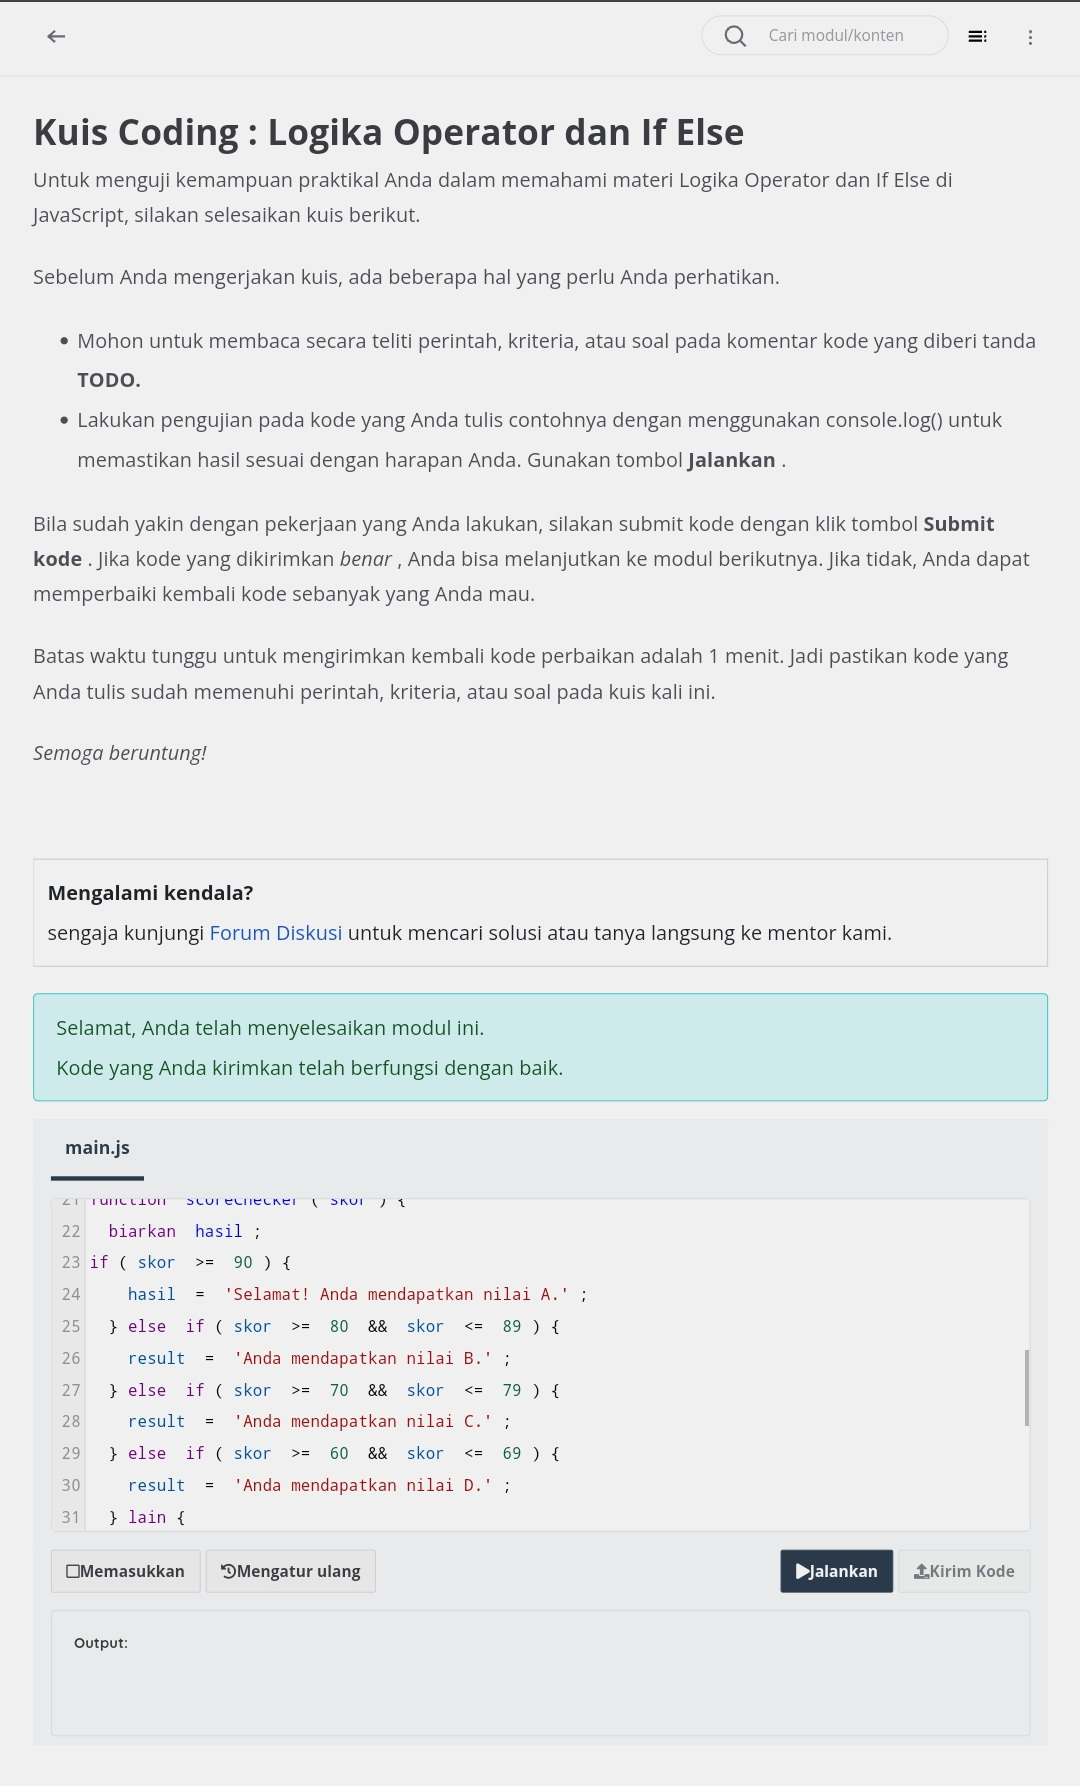 Cari modul/konten
Kuis Coding : Logika Operator dan If Else
Untuk menguji kemampuan praktikal Anda dalam memahami materi Logika Operator dan If Else di
JavaScript, silakan selesaikan kuis berikut.
Sebelum Anda mengerjakan kuis, ada beberapa hal yang perlu Anda perhatikan.
• Mohon untuk membaca secara teliti perintah, kriteria, atau soal pada komentar kode yang diberi tanda
TODO.
• Lakukan pengujian pada kode yang Anda tulis contohnya dengan menggunakan console.log() untuk
memastikan hasil sesuai dengan harapan Anda. Gunakan tombol Jalankan .
Bila sudah yakin dengan pekerjaan yang Anda lakukan, silakan submit kode dengan klik tombol Submit
kode . Jika kode yang dikirimkan benar , Anda bisa melanjutkan ke modul berikutnya. Jika tidak, Anda dapat
memperbaiki kembali kode sebanyak yang Anda mau.
Batas waktu tunggu untuk mengirimkan kembali kode perbaikan adalah 1 menit. Jadi pastikan kode yang
Anda tulis sudah memenuhi perintah, kriteria, atau soal pada kuis kali ini.
Semoga beruntung!
Mengalami kendala?
sengaja kunjungi Forum Diskusi untuk mencari solusi atau tanya langsung ke mentor kami.
Selamat, Anda telah menyelesaikan modul ini.
Kode yang Anda kirimkan telah berfungsi dengan baik.
main.js
21 function scoreChecker ( skor ) {
22 biarkan hasil ;
23 if ( skor >= 90 ) {
24 hasil = 'Selamat! Anda mendapatkan nilai A.' ;
25 } else if ( skor >= 80 && skor <= 89 ) {
26 result = 'Anda mendapatkan nilai B.' ;
27 } else if ( skor >= 70 && skor <= 79 ) {
28 result = 'Anda mendapatkan nilai C.' ;
29 } else if ( skor >= 60 && skor <= 69 ) {
30 result = 'Anda mendapatkan nilai D.' ;
31 } lain {
Memasukkan Mengatur ulang Jalankan Kirim Kode
Output: